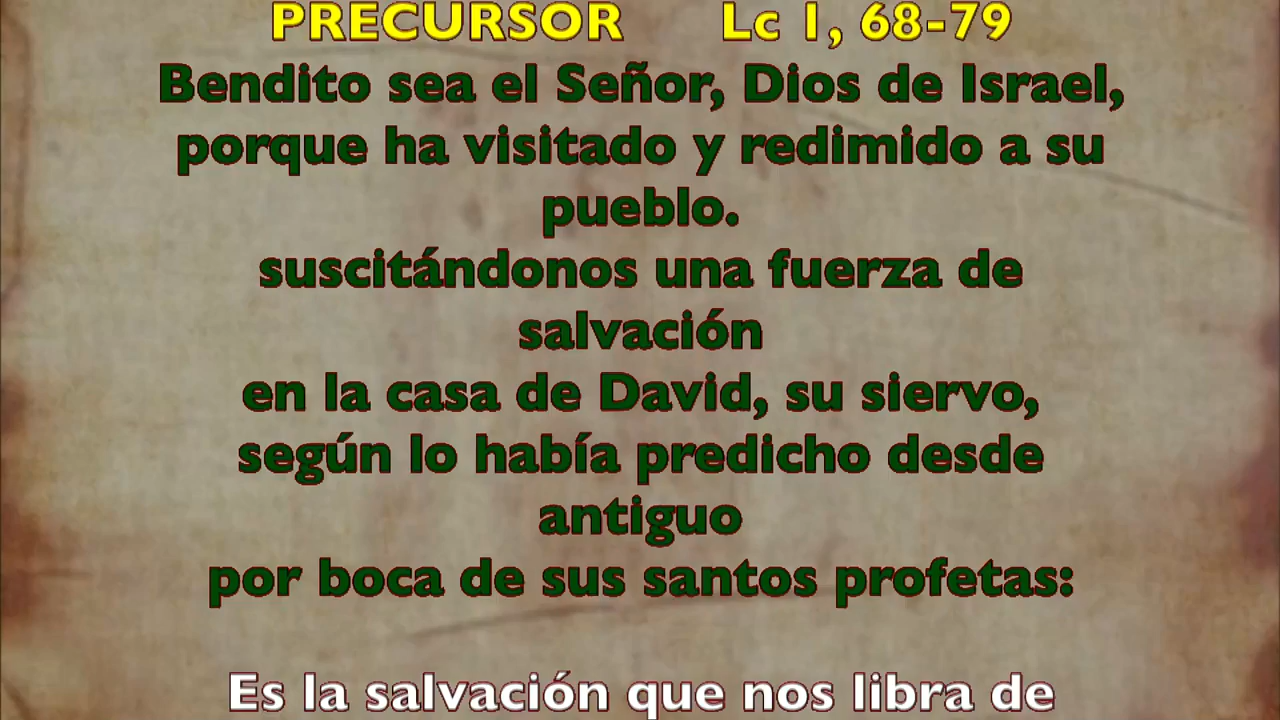 PRECURSOR Lc 1, 68-79
Bendito sea el Señor, Dios de Israel,
porque ha visitado y redimido a su
pueblo.
suscitándonos una fuerza de
salvación
en la casa de David, su siervo,
según lo había predicho desde
antiguo
por boca de sus santos profetas:
Es la salvación que nos libra de